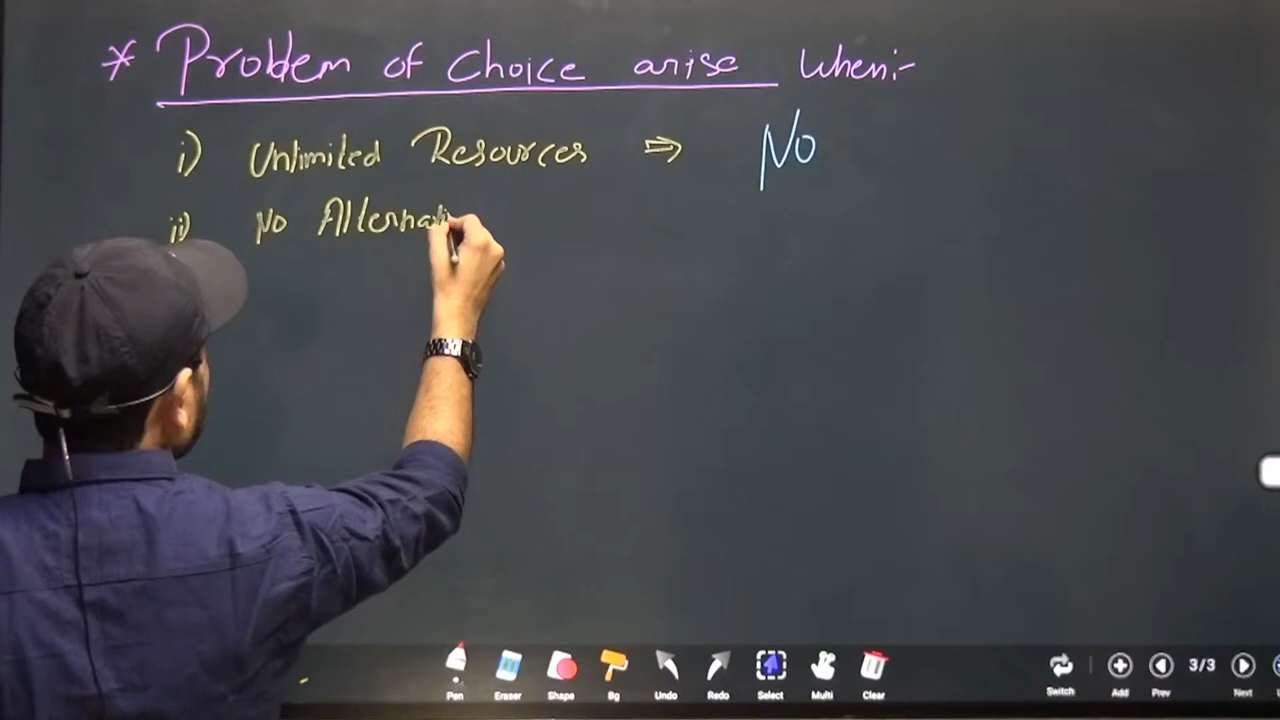 * Problem of Choice arise when:-
i) Unlimited Resources ⇒ No
ii) No Alternati
Pen Eraser Shape Bg Undo Redo Select Multi Clear Switch Add Prev 3/3 Next